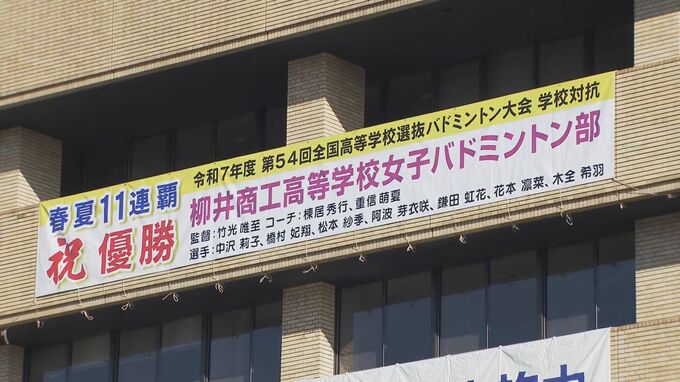 春夏11連覇
祝 優勝
令和7年度 第54回全国高等学校選抜バドミントン大会 学校対抗
柳井商工高等学校女子バドミントン部
監督:竹光 唯至 コーチ:棟居 秀行、重信 萌夏
選手:中沢 莉子、橋村 妃翔、松本 紗季、阿波 芽衣咲、鎌田 虹花、花本 凛菜、木全 希羽